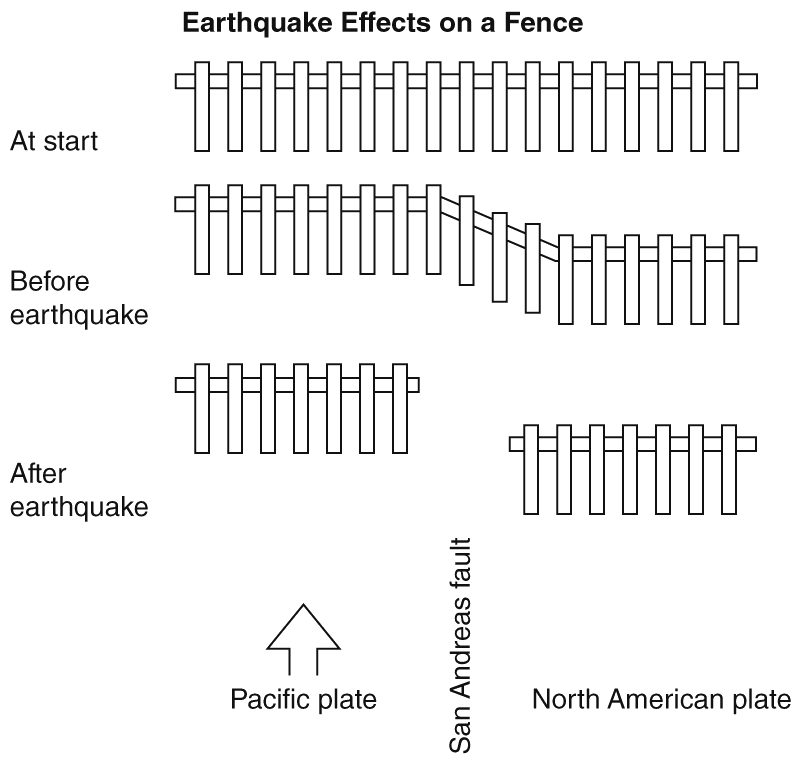 Earthquake Effects on a Fence
At start
Before
earthquake
After
earthquake
San Andreas fault
Pacific plate
North American plate